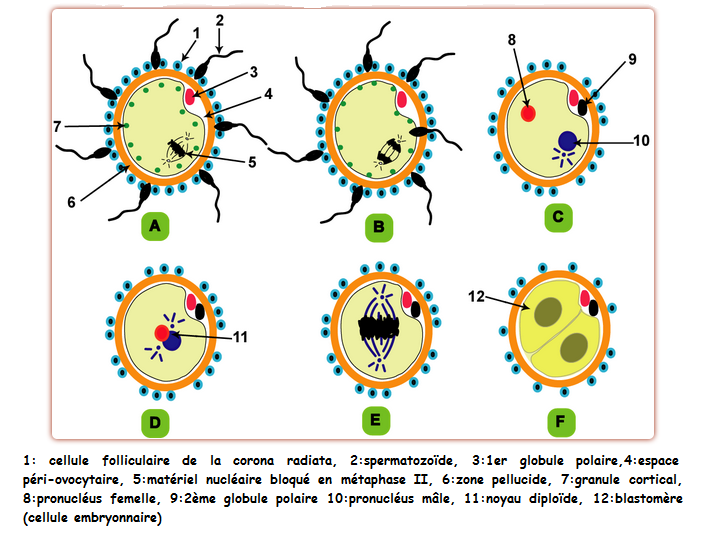 1
2
3
4
5
6
7
A
B
8
9
10
C
11
D
E
12
F
1: cellule folliculaire de la corona radiata, 2:spermatozoïde, 3:1er globule polaire,4:espace
péri-ovocytaire, 5:matériel nucléaire bloqué en métaphase II, 6:zone pellucide, 7:granule cortical,
8:pronucléus femelle, 9:2ème globule polaire 10:pronucléus mâle, 11:noyau diploïde, 12:blastomère
(cellule embryonnaire)